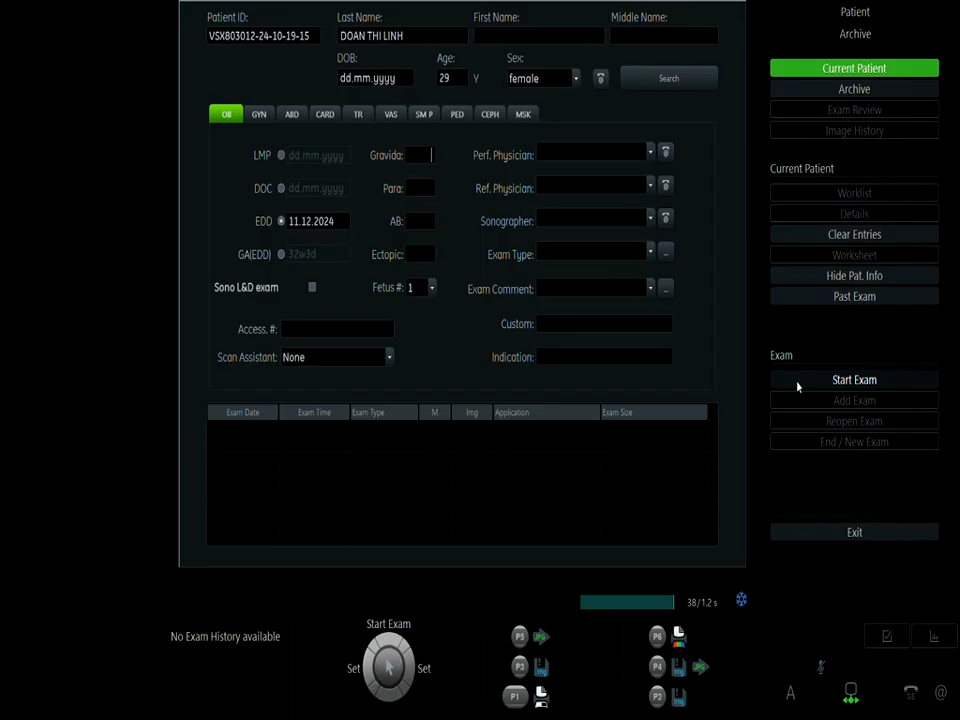 Patient ID: Last Name: First Name: Middle Name:
VSX803012-24-10-19-15 DOAN THI LINH
DOB: Age: Sex:
dd.mm.yyyy 29 Y female Search
OB GYN ABD CARD TR VAS SM P PED CEPH MSK
LMP dd.mm.yyyy Gravida: Perf. Physician:
DOC dd.mm.yyyy Para: Ref. Physician:
EDD 11.12.2024 AB: Sonographer:
GA(EDD) 32w3d Ectopic: Exam Type: ...
Sono L&D exam Fetus #: 1 Exam Comment: ...
Access. #: Custom:
Scan Assistant: None Indication:
Exam Date Exam Time Exam Type M Img Application Exam Size
Patient
Archive
Current Patient
Archive
Exam Review
Image History
Current Patient
Worklist
Details
Clear Entries
Worksheet
Hide Pat. Info
Past Exam
Exam
Start Exam
Add Exam
Reopen Exam
End / New Exam
Exit
38/1.2 s
No Exam History available
Start Exam
Set Set
P5 JPG P6
P3 Img P4 Img JPG
P1 P2 Img
A GE @